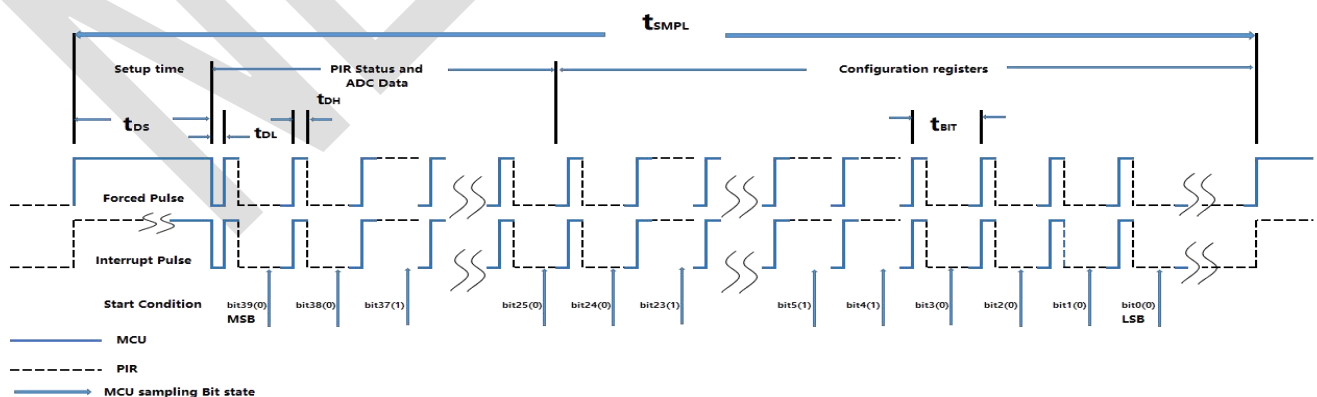 tSMPL
Setup time
PIR Status and
ADC Data
Configuration registers
tDS
tDL
tDH
tBIT
Forced Pulse
Interrupt Pulse
Start Condition
bit39(0) bit38(0) bit37(1) bit25(0) bit24(0) bit23(1) bit5(1) bit4(1) bit3(0) bit2(0) bit1(0) bit0(0)
MSB LSB
MCU
PIR
MCU sampling Bit state